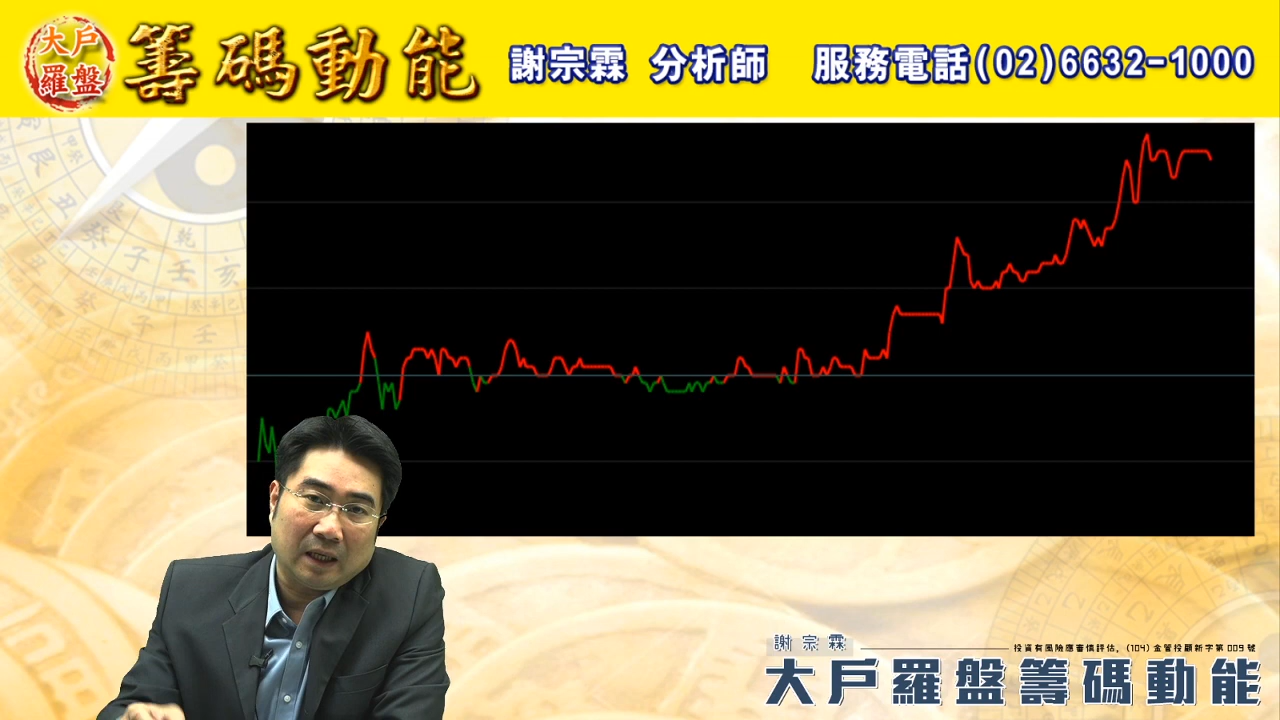 大戶羅盤
籌碼動能
謝宗霖 分析師 服務電話(02)6632-1000
謝宗霖
投資有風險應審慎評估。(104)金管投顧新字第009號
大戶羅盤籌碼動能